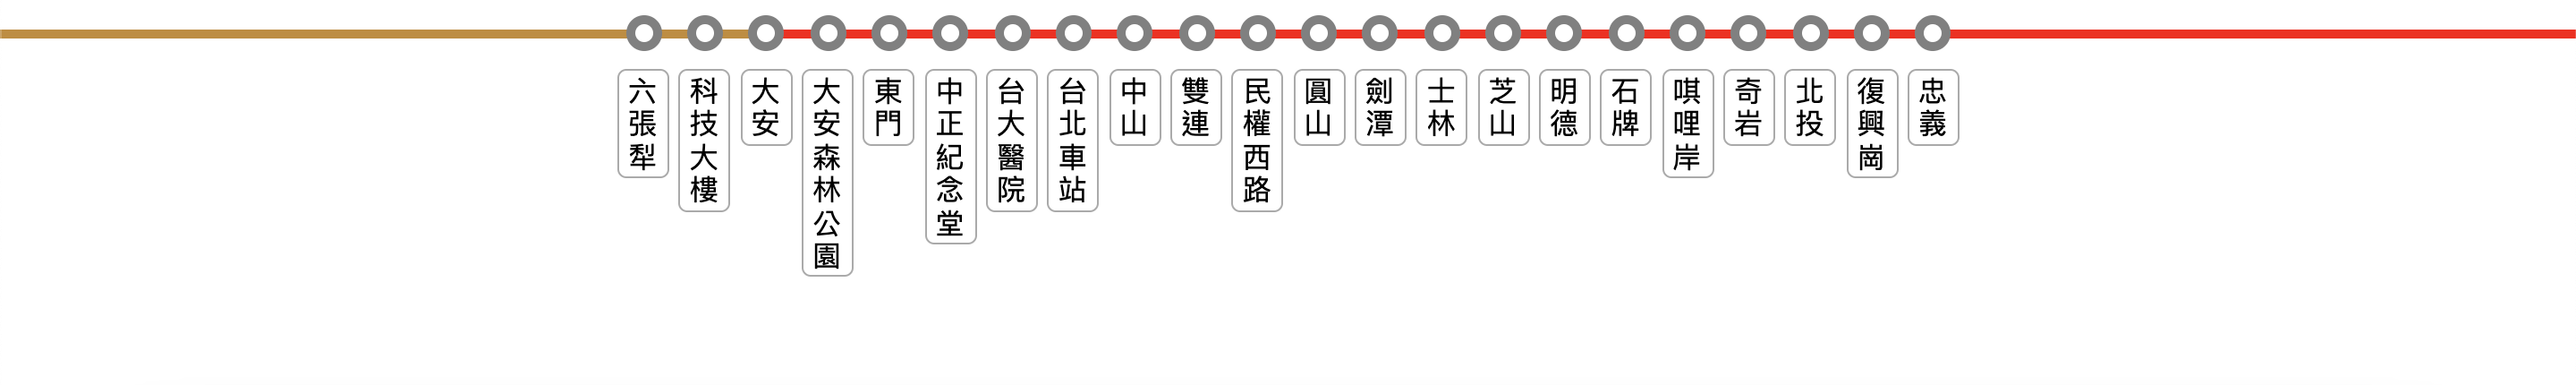 六張犁
科技大樓
大安
大安森林公園
東門
中正紀念堂
台大醫院
台北車站
中山
雙連
民權西路
圓山
劍潭
士林
芝山
明德
石牌
唭哩岸
奇岩
北投
復興崗
忠義